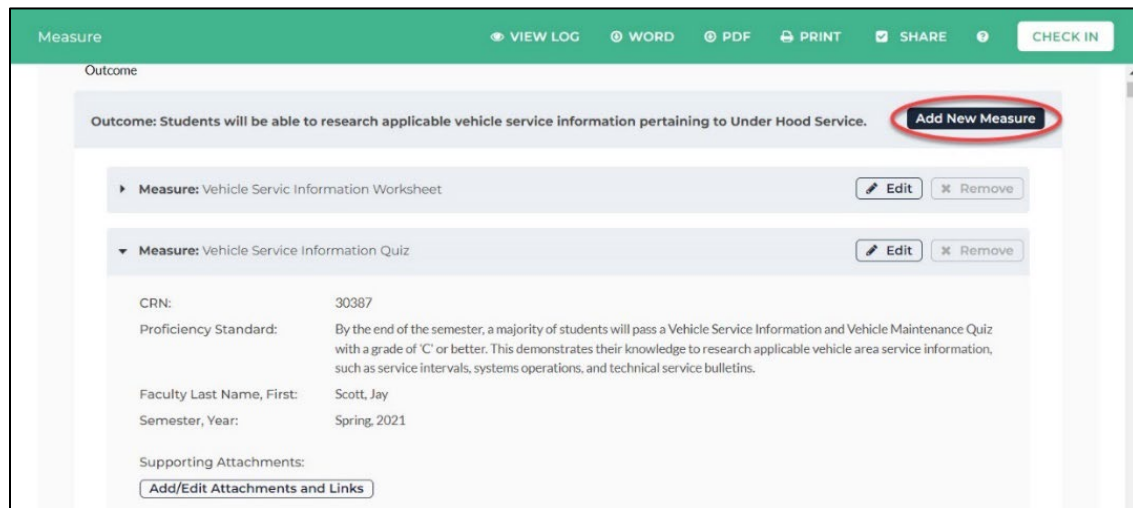 Measure VIEW LOG WORD PDF PRINT SHARE ? CHECK IN
Outcome
Outcome: Students will be able to research applicable vehicle service information pertaining to Under Hood Service. Add New Measure
Measure: Vehicle Servic Information Worksheet Edit Remove
Measure: Vehicle Service Information Quiz Edit Remove
CRN: 30387
Proficiency Standard: By the end of the semester, a majority of students will pass a Vehicle Service Information and Vehicle Maintenance Quiz
with a grade of 'C' or better. This demonstrates their knowledge to research applicable vehicle area service information,
such as service intervals, systems operations, and technical service bulletins.
Faculty Last Name, First: Scott, Jay
Semester, Year: Spring, 2021
Supporting Attachments:
Add/Edit Attachments and Links